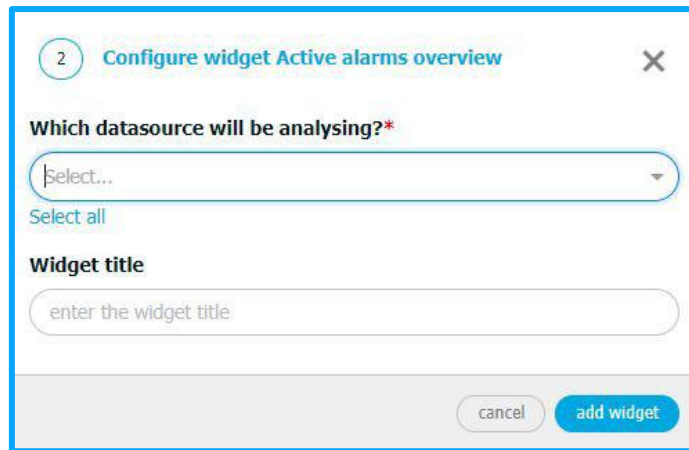 2 Configure widget Active alarms overview
Which datasource will be analysing?*
Select...
Select all
Widget title
enter the widget title
cancel add widget